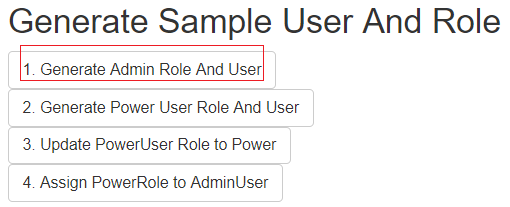 Generate Sample User And Role
1. Generate Admin Role And User
2. Generate Power User Role And User
3. Update PowerUser Role to Power
4. Assign PowerRole to AdminUser